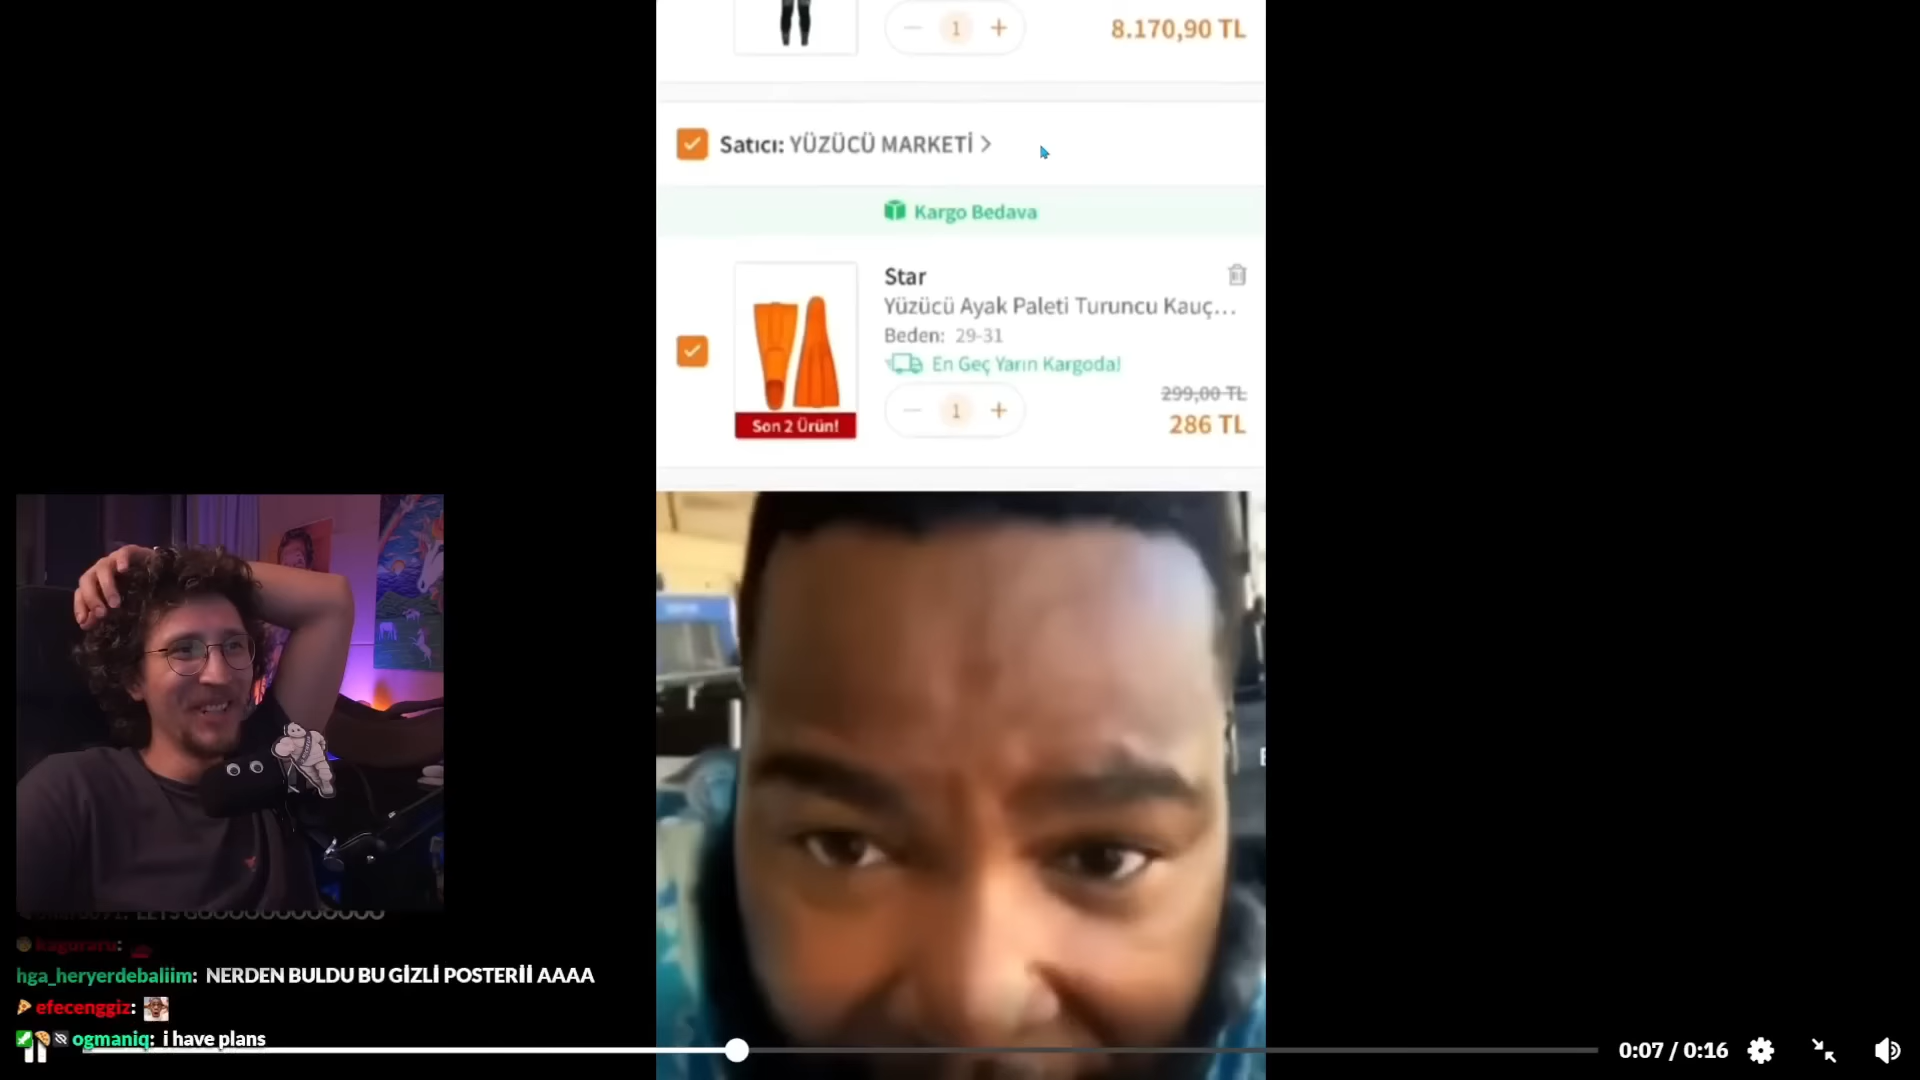 1
8.170,90 TL
Satıcı: YÜZÜCÜ MARKETİ
Kargo Bedava
Star
Yüzücü Ayak Paleti Turuncu Kauç...
Beden: 29-31
En Geç Yarın Kargoda!
299,00 TL
1
286 TL
Son 2 Ürün!
kaguraru:
hga_heryerdebaliim: NERDEN BULDU BU GİZLİ POSTERİİ AAAA
efecenggiz:
ogmaniq: i have plans
0:07 / 0:16